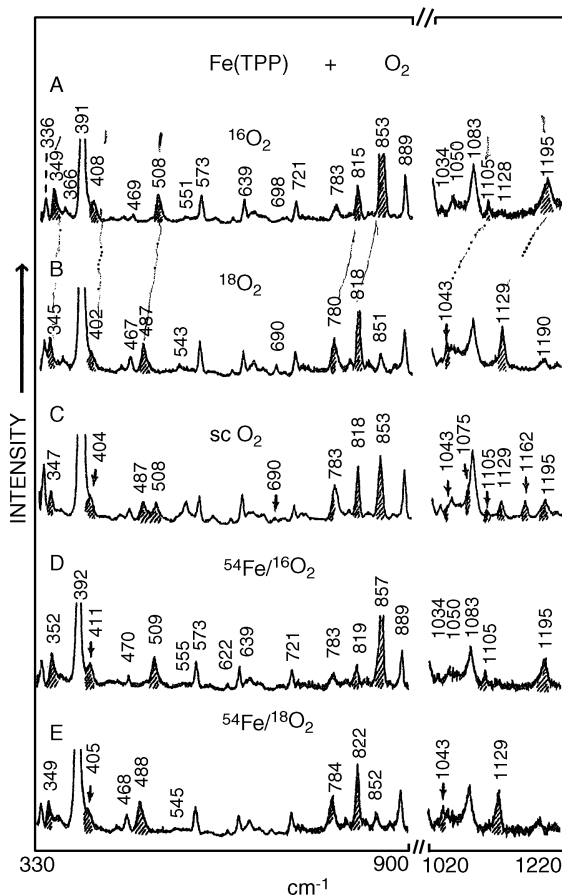 Fe(TPP) + O2
A
16O2
336 349 366 391 408 469 508 551 573 639 698 721 783 815 853 889 1034 1050 1083 1105 1128 1195
B
18O2
345 402 467 487 543 690 780 818 851 1043 1129 1190
C
sc O2
347 404 487 508 690 783 818 853 1043 1075 1105 1129 1162 1195
D
54Fe/16O2
352 392 411 470 509 555 573 622 639 721 783 819 857 889 1034 1050 1083 1105 1195
E
54Fe/18O2
349 405 468 488 545 784 822 852 1043 1129
INTENSITY
330 900 1020 1220
cm-1